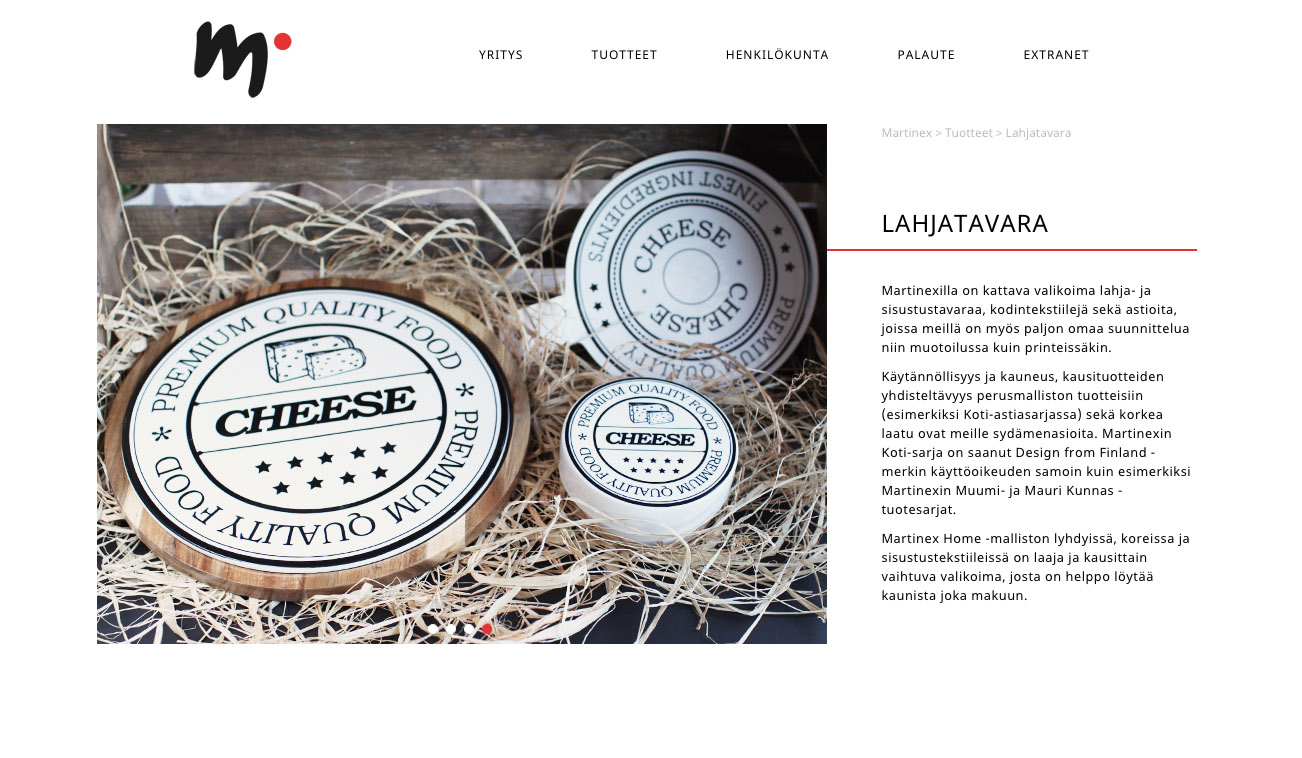 m
YRITYS TUOTTEET HENKILÖKUNTA PALAUTE EXTRANET
Martinex > Tuotteet > Lahjatavara
LAHJATAVARA
Martinexilla on kattava valikoima lahja- ja
sisustustavaraa, kodintekstiilejä sekä astioita,
joissa meillä on myös paljon omaa suunnittelua
niin muotoilussa kuin printeissäkin.
Käytännöllisyys ja kauneus, kausituotteiden
yhdisteltävyys perusmalliston tuotteisiin
(esimerkiksi Koti-astiasarjassa) sekä korkea
laatu ovat meille sydämenasioita. Martinexin
Koti-sarja on saanut Design from Finland -
merkin käyttöoikeuden samoin kuin esimerkiksi
Martinexin Muumi- ja Mauri Kunnas -
tuotesarjat.
Martinex Home -malliston lyhdyissä, koreissa ja
sisustustekstiileissä on laaja ja kausittain
vaihtuva valikoima, josta on helppo löytää
kaunista joka makuun.
PREMIUM QUALITY FOOD * PREMIUM QUALITY FOOD *
CHEESE
FINEST INGREDIENTS
PREMIUM QUALITY
CHEESE
CHEESE
PREMIUM QUALITY FOOD * PREMIUM QUALITY FOOD *
CHEESE